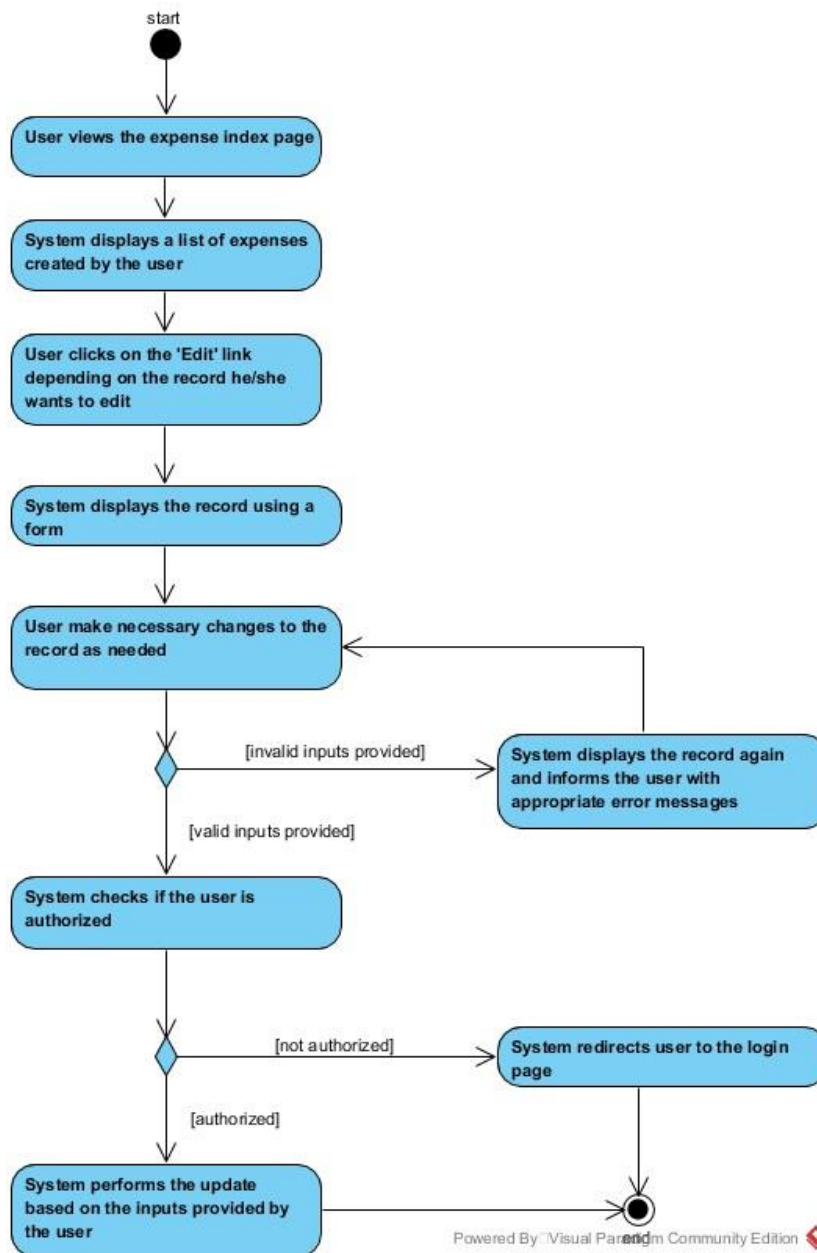 start
User views the expense index page
System displays a list of expenses
created by the user
User clicks on the 'Edit' link
depending on the record he/she
wants to edit
System displays the record using a
form
User make necessary changes to the
record as needed
[invalid inputs provided]
System displays the record again
and informs the user with
appropriate error messages
[valid inputs provided]
System checks if the user is
authorized
[not authorized]
System redirects user to the login
page
[authorized]
System performs the update
based on the inputs provided by
the user
end
Powered By Visual Paradigm Community Edition